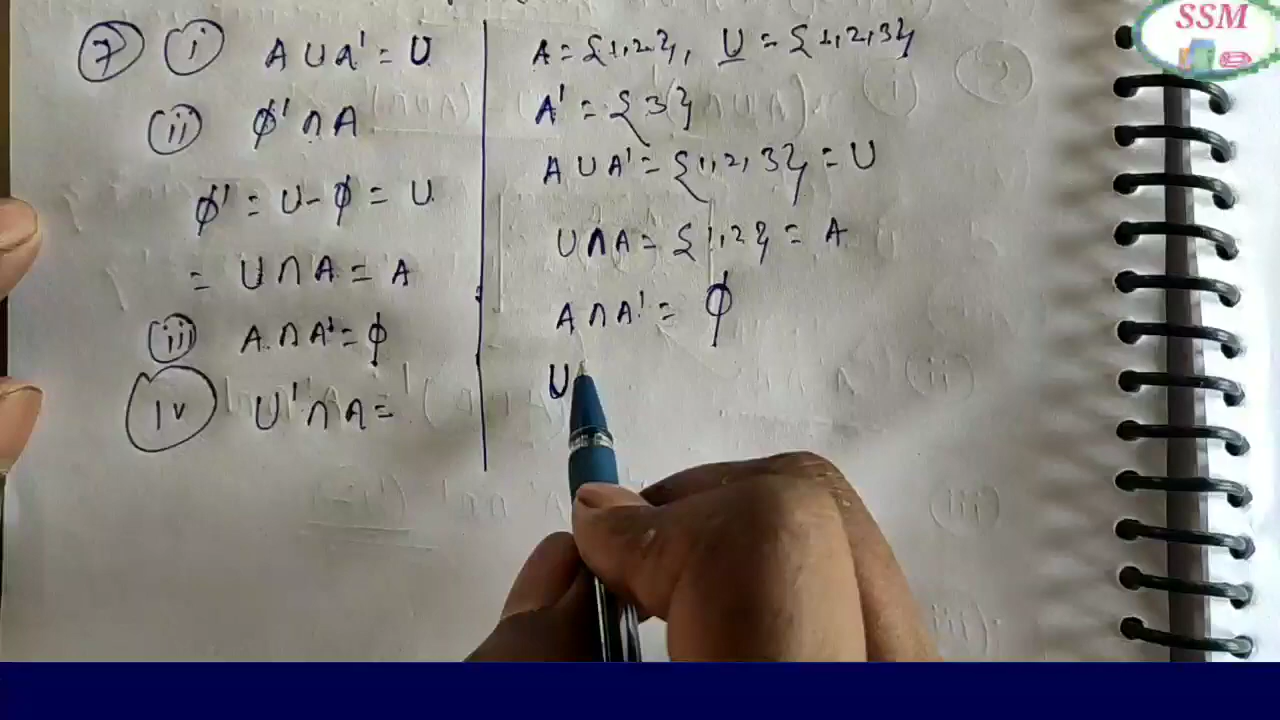 SSM
7 i A ∪ A' = U
ii ϕ' ∩ A
ϕ' = U - ϕ = U
= U ∩ A = A
iii A ∩ A' = ϕ
iv U' ∩ A =
A = {1,2}, U = {1,2,3}
A' = {3}
A ∪ A' = {1,2,3} = U
U ∩ A = {1,2} = A
A ∩ A' = ϕ
U